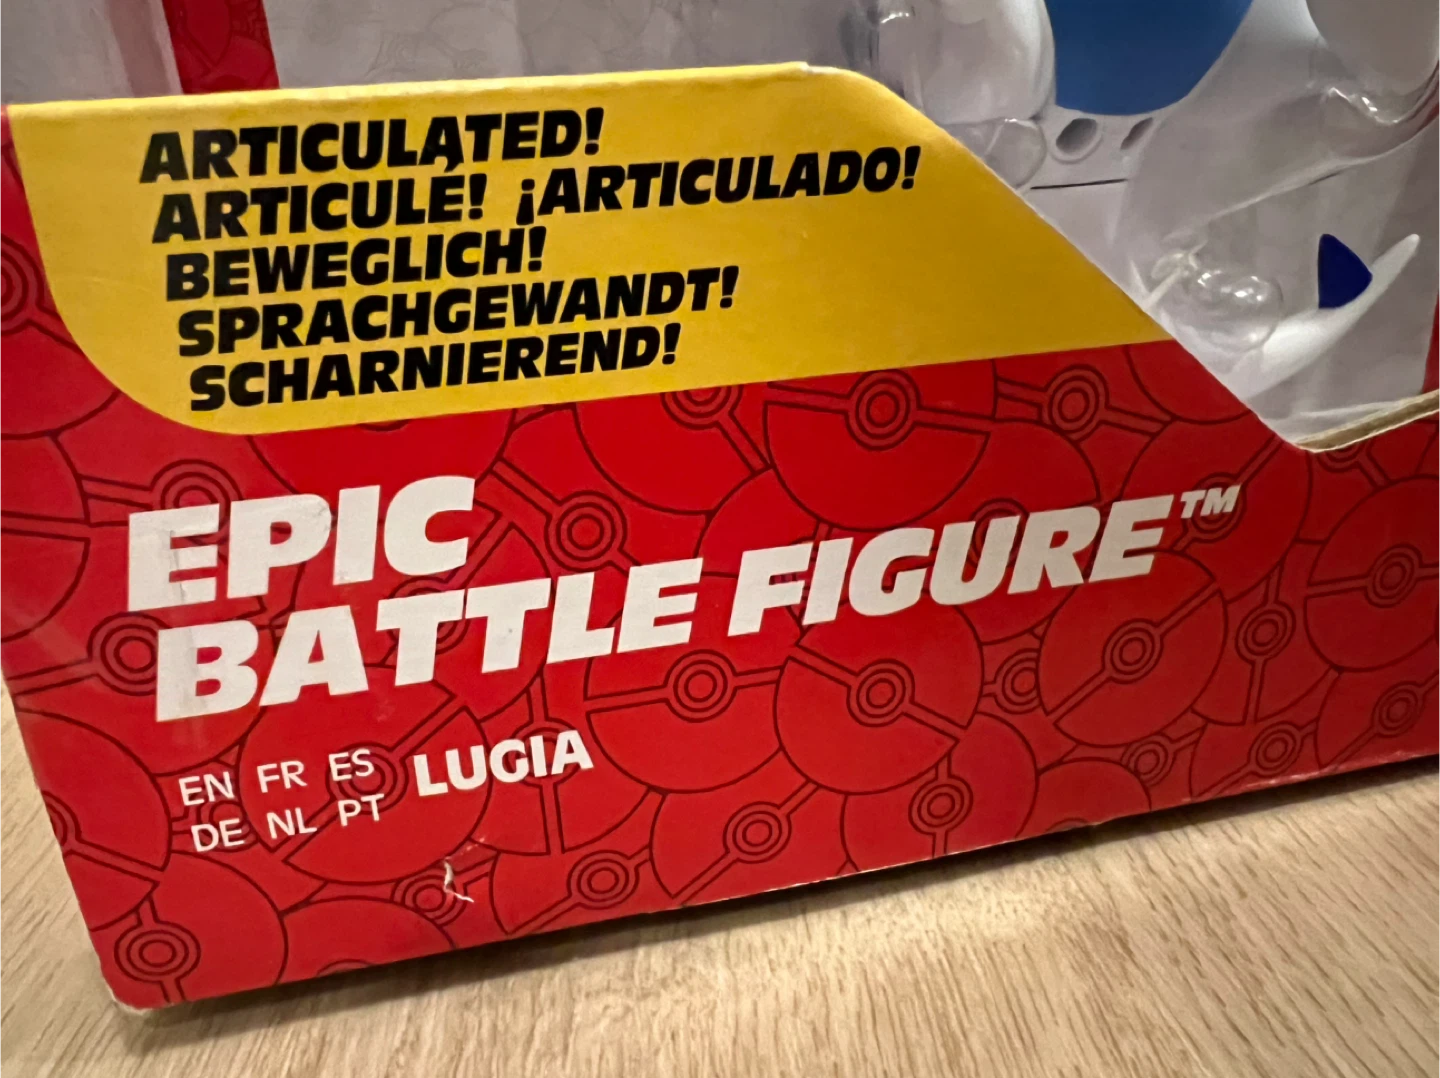 ARTICULATED!
ARTICULÉ! ¡ARTICULADO!
BEWEGLICH!
SPRACHGEWANDT!
SCHARNIEREND!
EPIC
BATTLE FIGURE™
EN FR ES LUGIA
DE NL PT